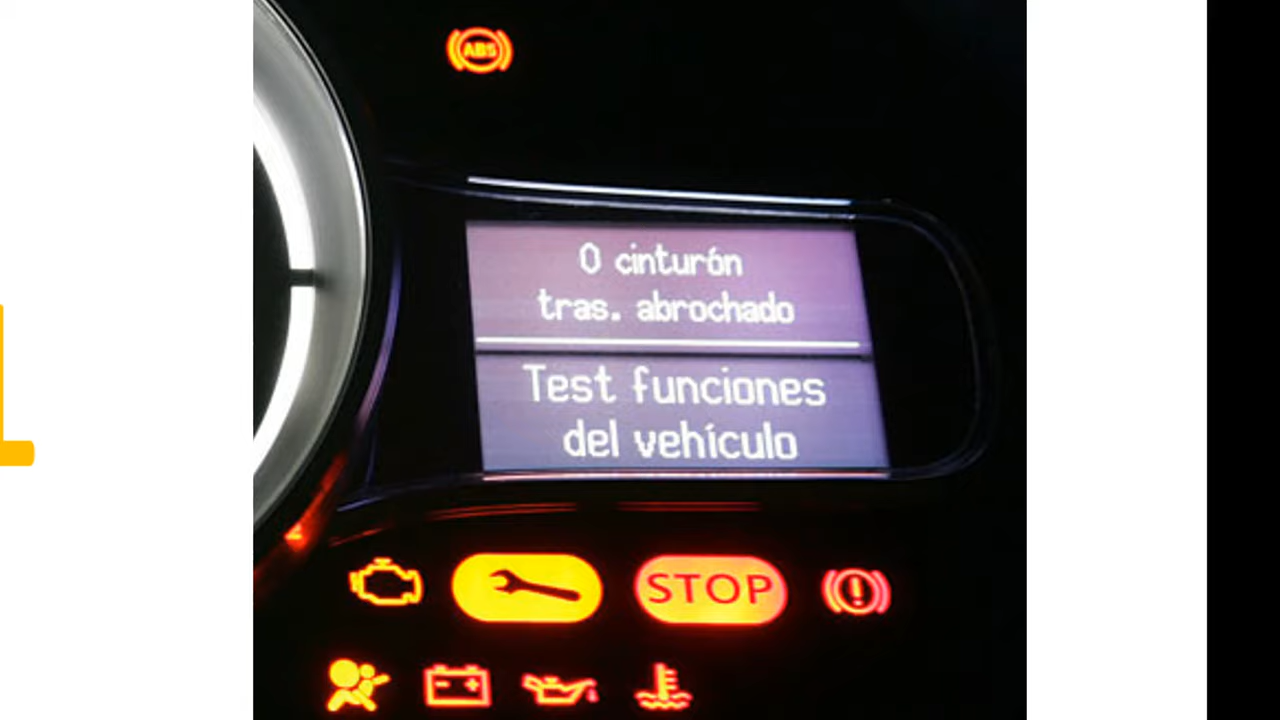 ABS
0 cinturón
tras. abrochado
Test funciones
del vehículo
STOP